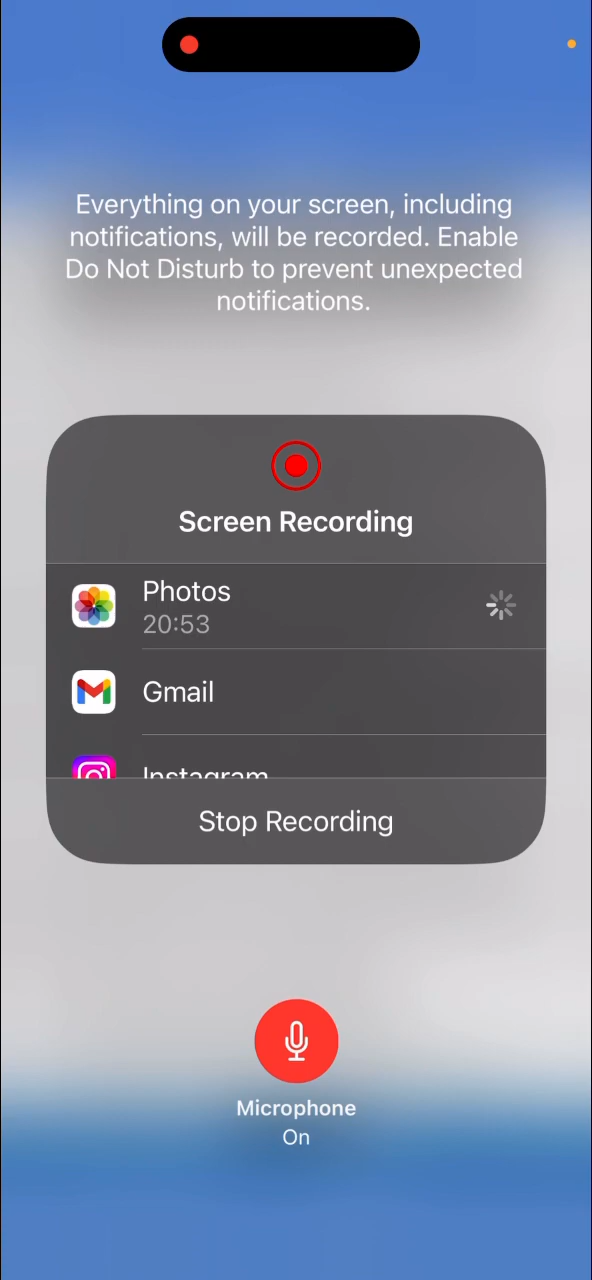 Everything on your screen, including
notifications, will be recorded. Enable
Do Not Disturb to prevent unexpected
notifications.
Screen Recording
Photos
20:53
Gmail
Instagram
Stop Recording
Microphone
On